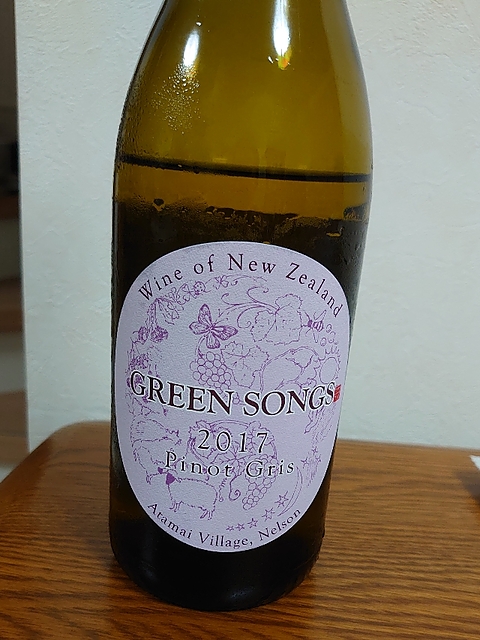 Wine of New Zealand
GREEN SONGS
2017
Pinot Gris
Atamai Village, Nelson